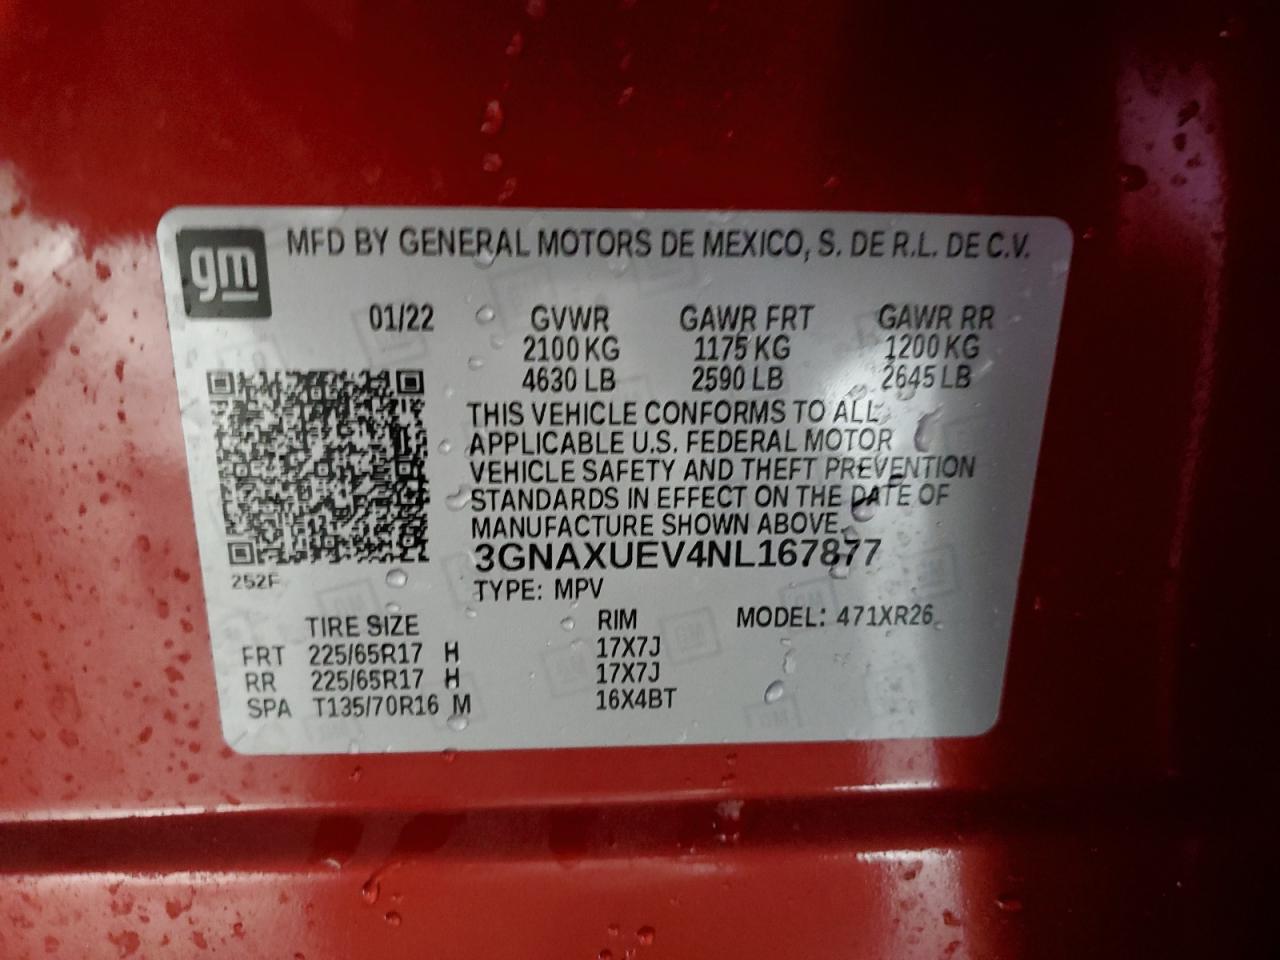 gm
MFD BY GENERAL MOTORS DE MEXICO, S. DE R.L. DE C.V.
01/22 GVWR GAWR FRT GAWR RR
2100 KG 1175 KG 1200 KG
4630 LB 2590 LB 2645 LB
THIS VEHICLE CONFORMS TO ALL
APPLICABLE U.S. FEDERAL MOTOR
VEHICLE SAFETY AND THEFT PREVENTION
STANDARDS IN EFFECT ON THE DATE OF
MANUFACTURE SHOWN ABOVE.
3GNAXUEV4NL167877
252F
TYPE: MPV
TIRE SIZE RIM MODEL: 471XR26
FRT 225/65R17 H 17X7J
RR 225/65R17 H 17X7J
SPA T135/70R16 M 16X4BT